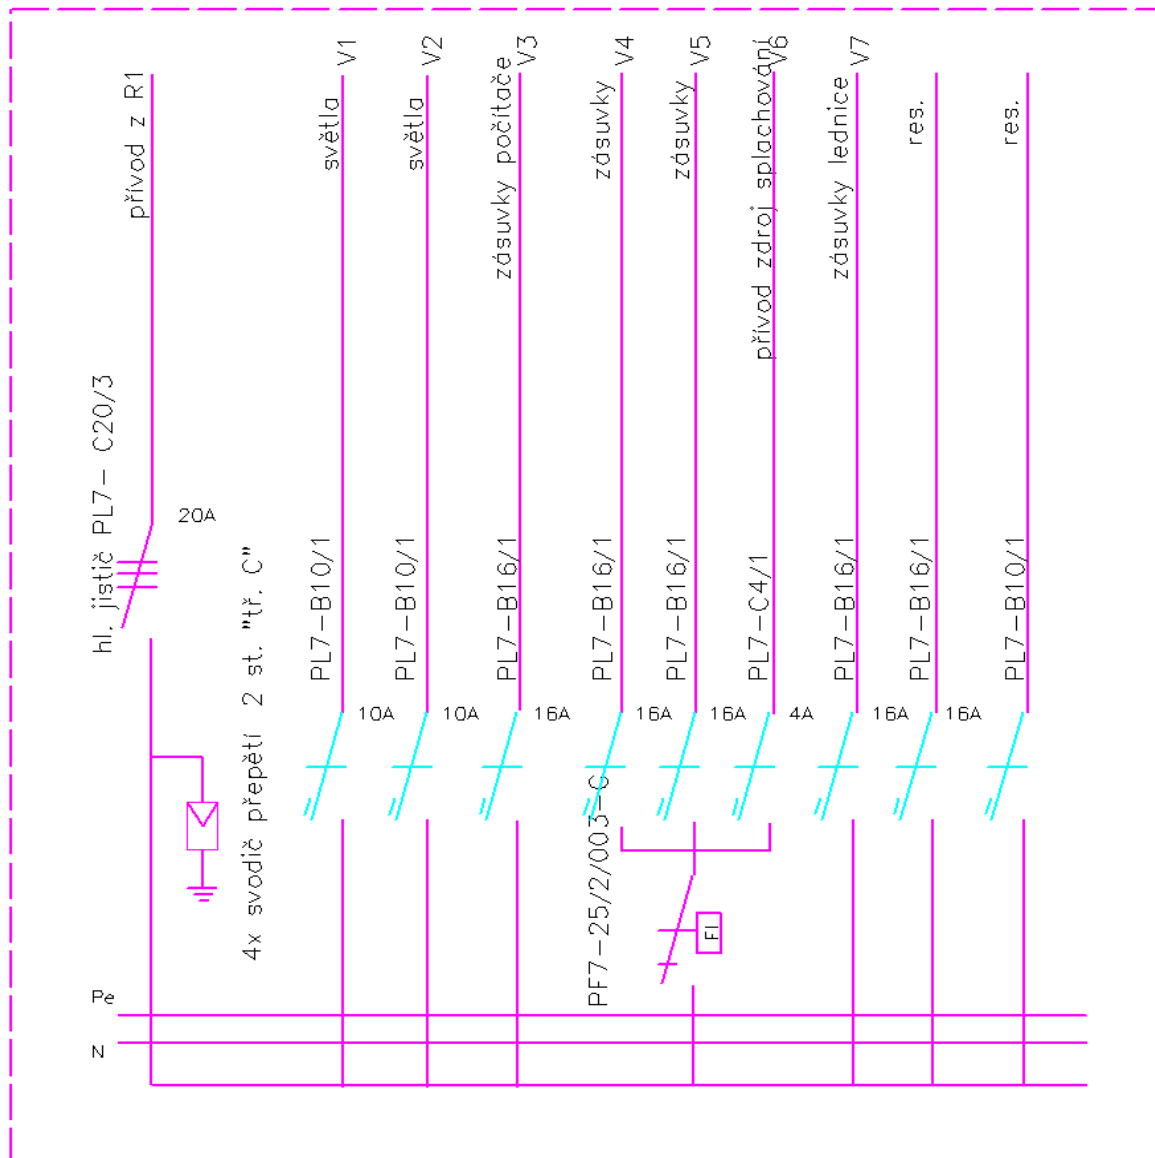 přívod z R1
hl. jistič PL7- C20/3
20A
4x svodič přepětí 2 st. "tř. C"
V1
světla
PL7-B10/1
10A
V2
světla
PL7-B10/1
10A
V3
zásuvky počítače
PL7-B16/1
16A
V4
zásuvky
PL7-B16/1
16A
V5
zásuvky
PL7-B16/1
16A
V6
přívod zdroj splachování
PL7-C4/1
4A
V7
zásuvky lednice
PL7-B16/1
16A
res.
PL7-B16/1
16A
res.
PL7-B10/1
PF7-25/2/003-C
FI
Pe
N